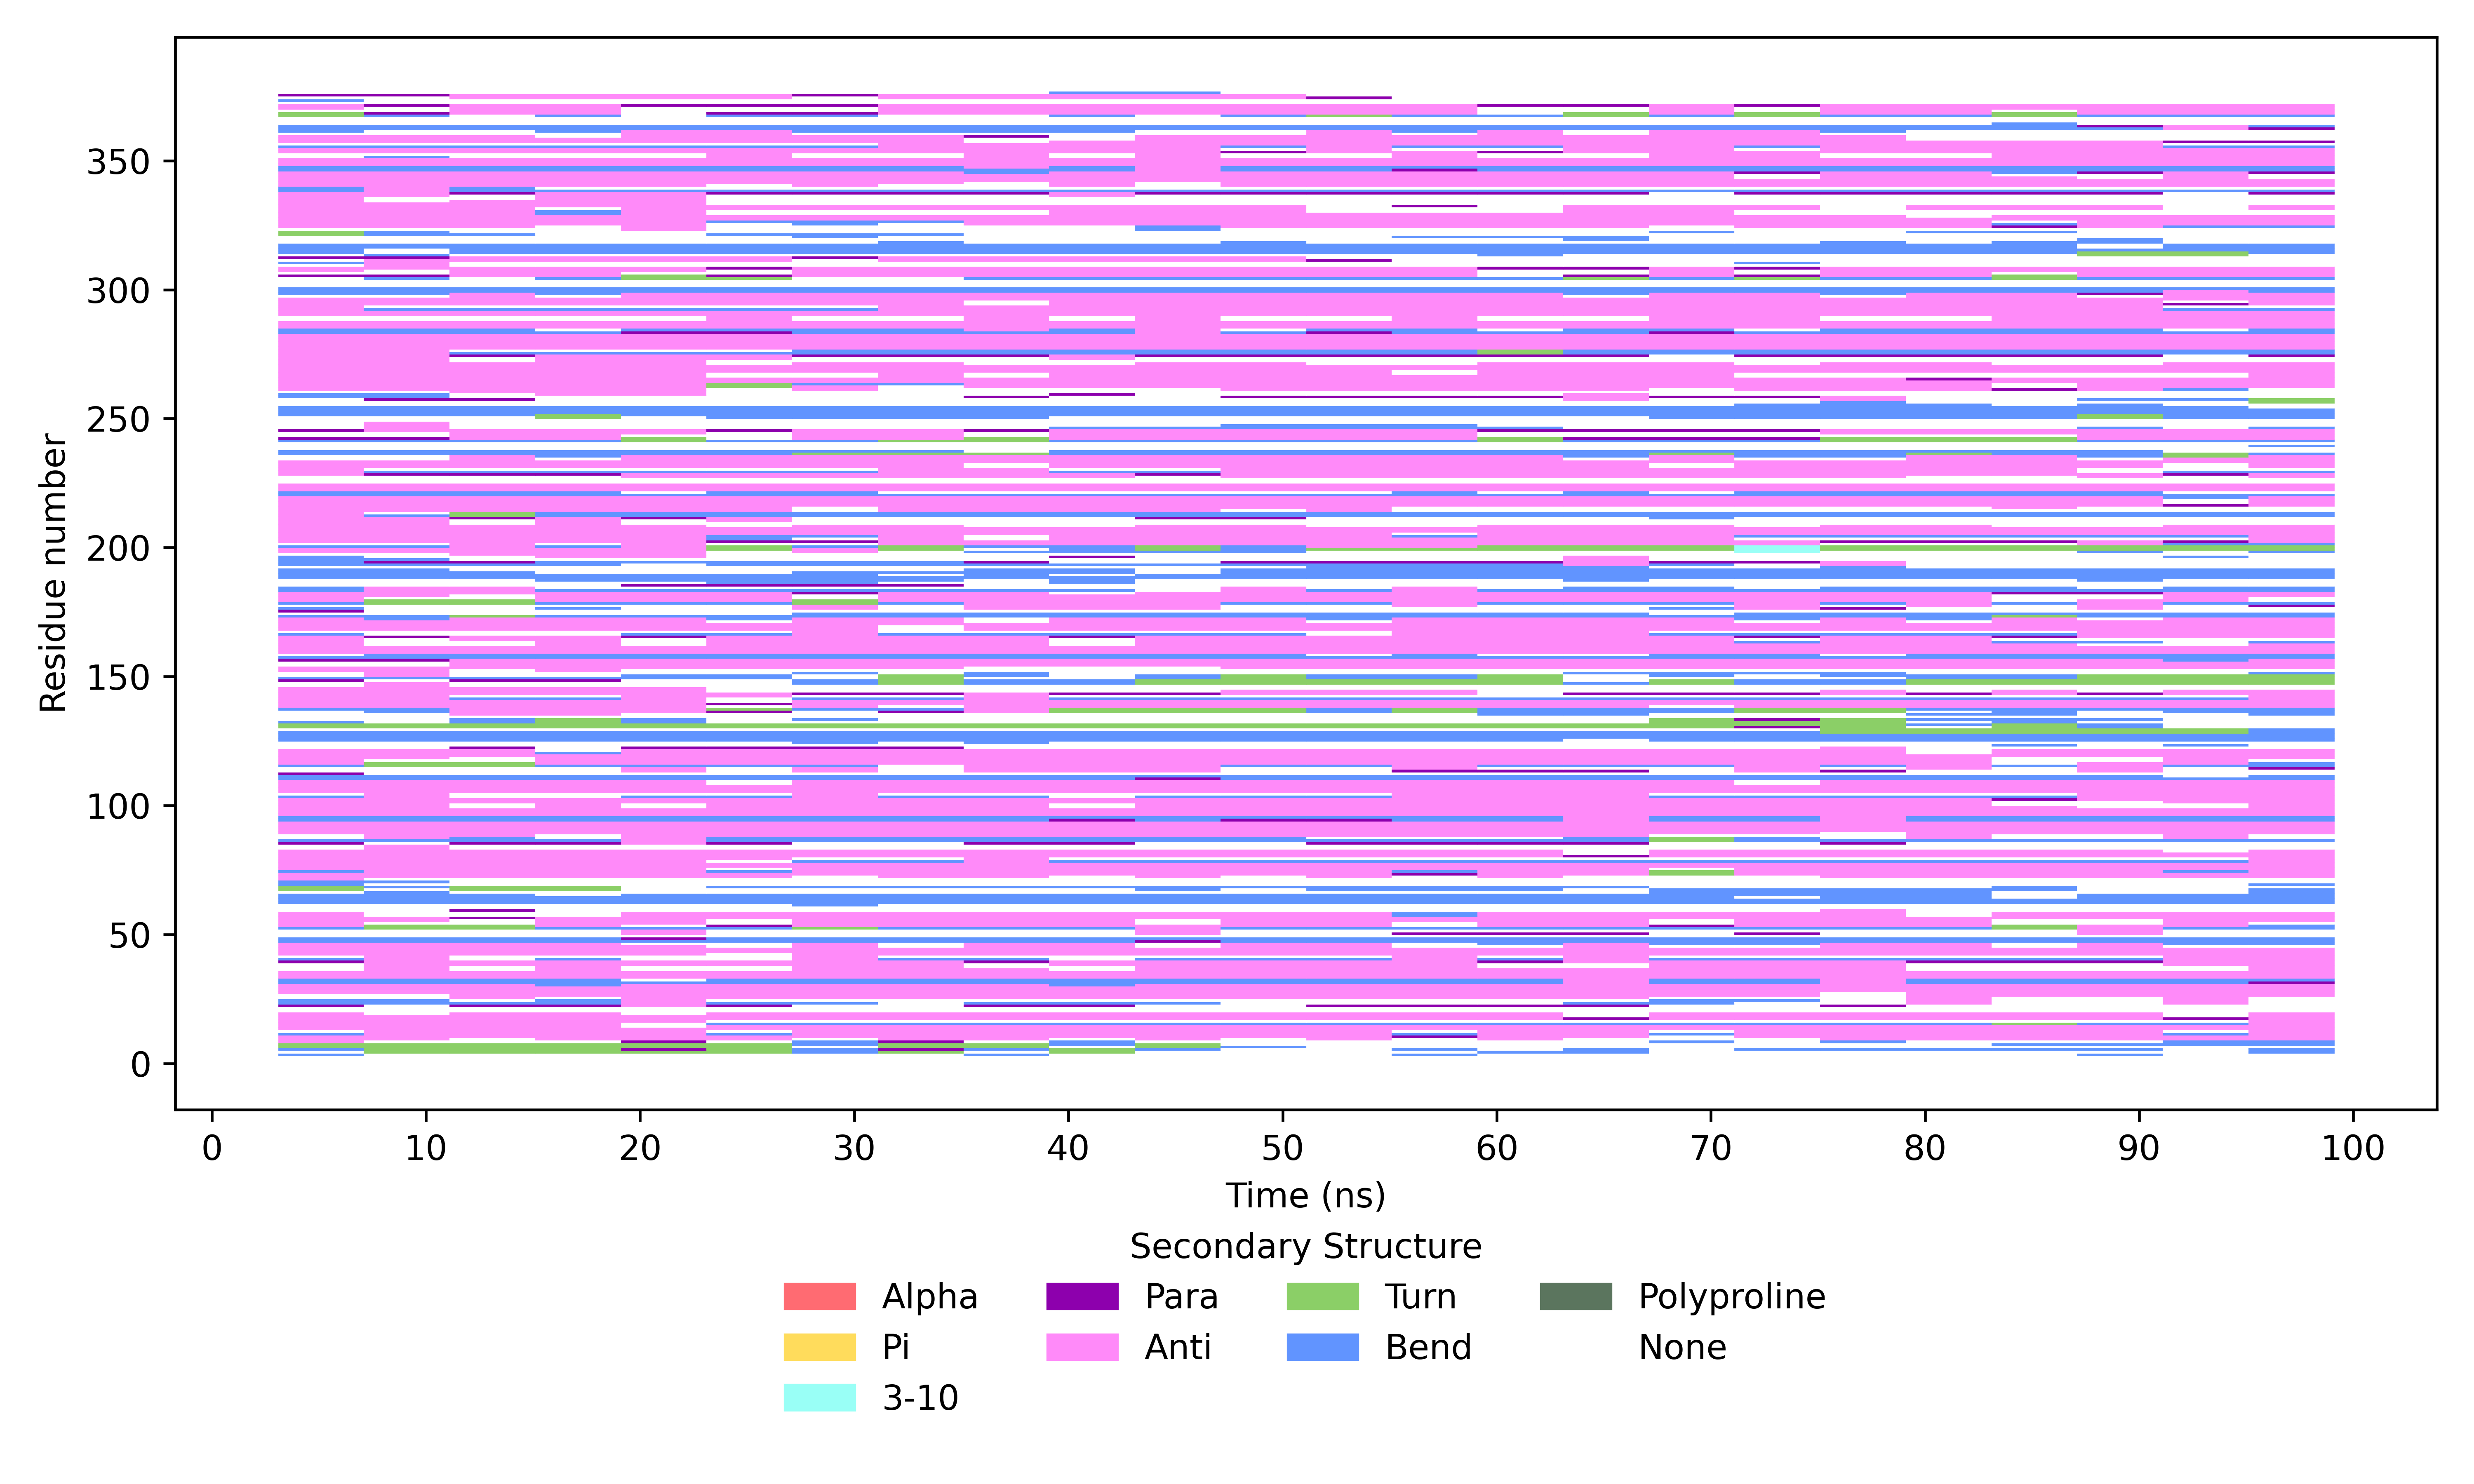 350
300
250
200
150
100
50
0
Residue number
0 10 20 30 40 50 60 70 80 90 100
Time (ns)
Secondary Structure
Alpha Para Turn Polyproline
Pi Anti Bend None
3-10